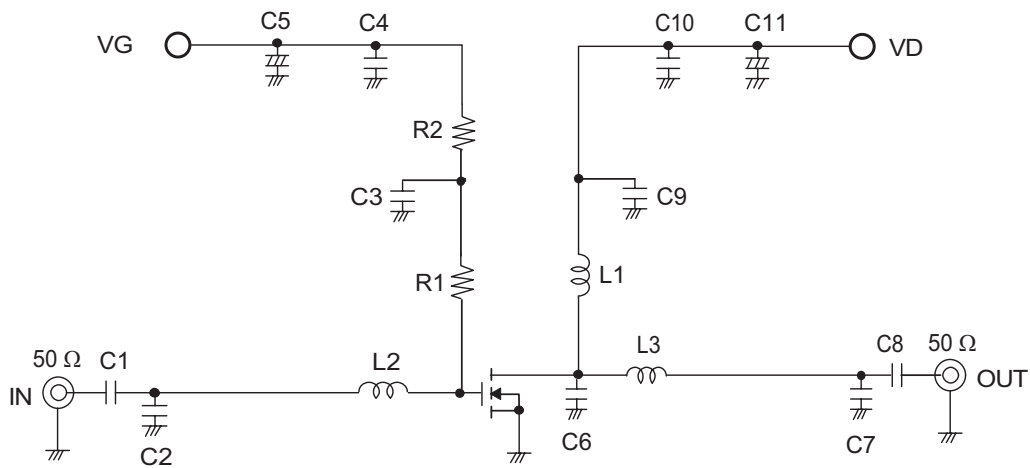 C5 C4 C10 C11
VG VD
R2
C3 C9
R1 L1
50 Ω C1 L2 L3 C8 50 Ω
IN OUT
C2 C6 C7